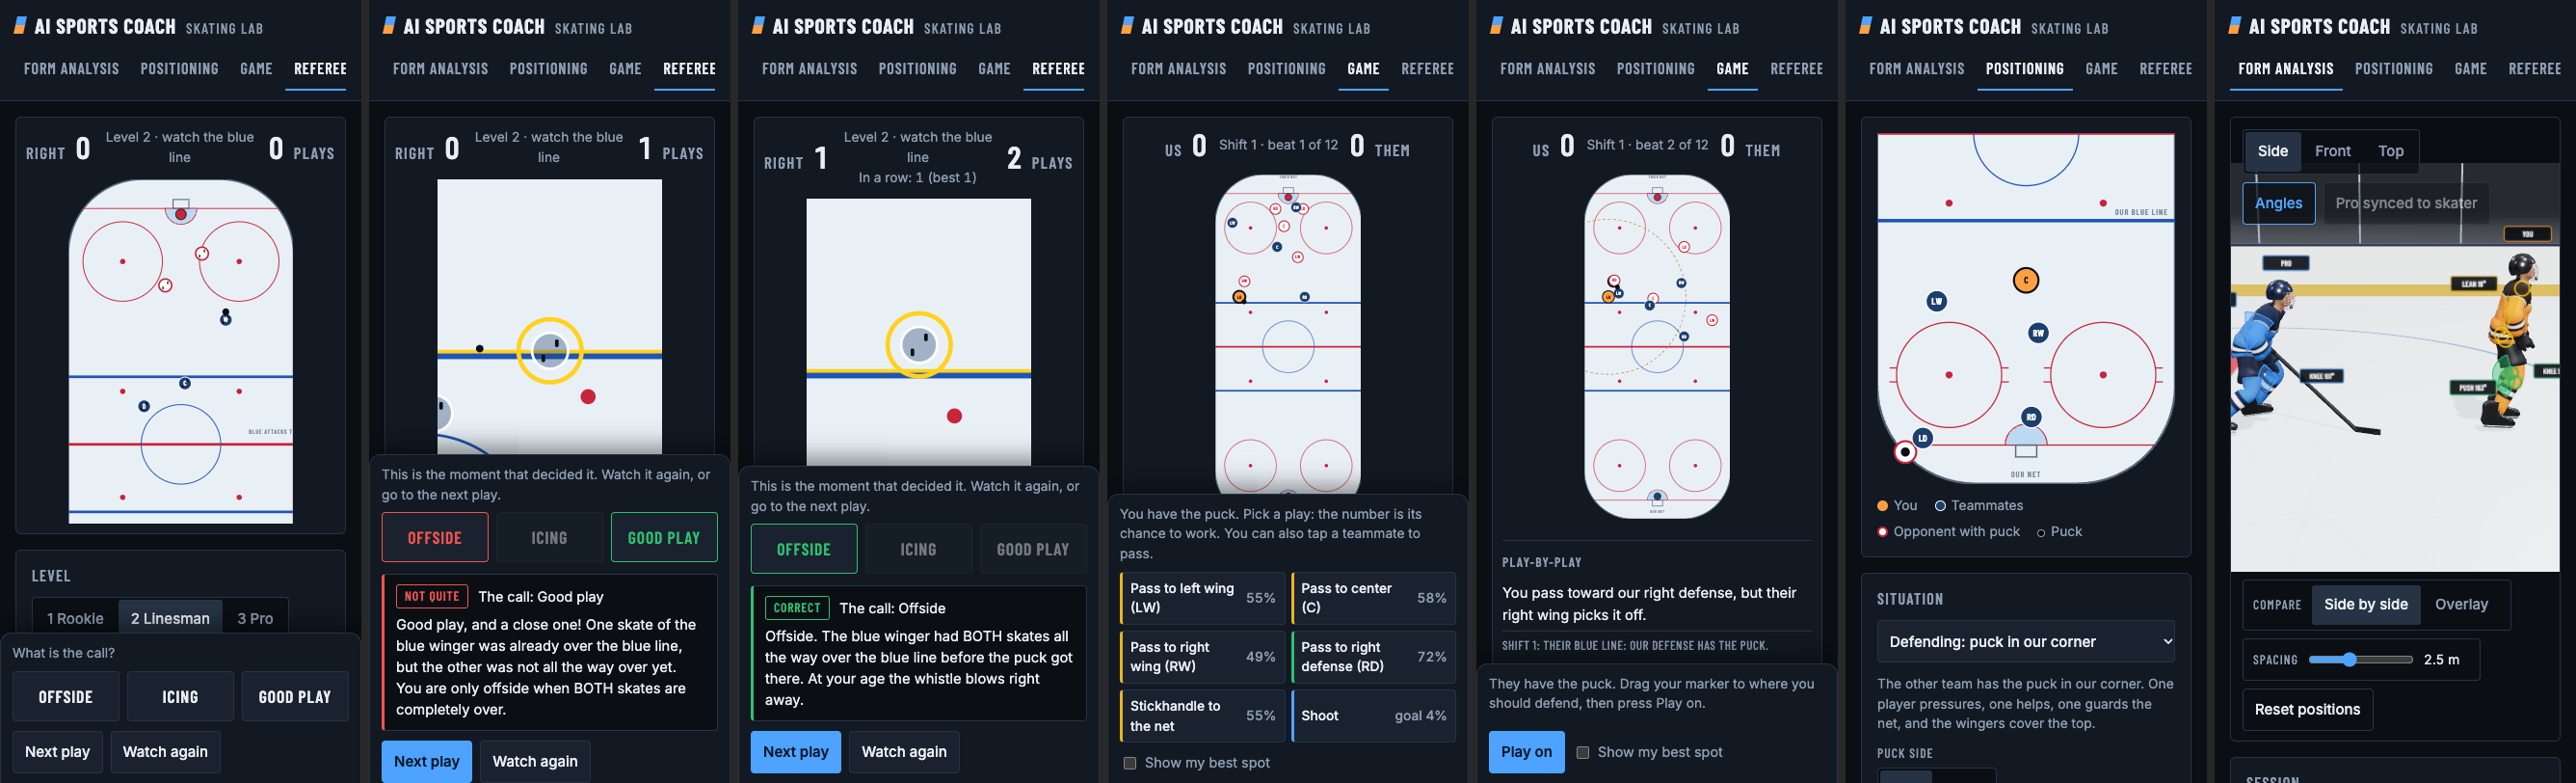 AI SPORTS COACH SKATING LAB
FORM ANALYSIS POSITIONING GAME REFEREE
RIGHT 0 Level 2 · watch the blue line 0 PLAYS
C
D
BLUE ATTACKS T
LEVEL
1 Rookie 2 Linesman 3 Pro
What is the call?
OFFSIDE ICING GOOD PLAY
Next play Watch again
AI SPORTS COACH SKATING LAB
FORM ANALYSIS POSITIONING GAME REFEREE
RIGHT 0 Level 2 · watch the blue line 1 PLAYS
This is the moment that decided it. Watch it again, or
go to the next play.
OFFSIDE ICING GOOD PLAY
NOT QUITE The call: Good play
Good play, and a close one! One skate of the
blue winger was already over the blue line,
but the other was not all the way over yet.
You are only offside when BOTH skates are
completely over.
Next play Watch again
AI SPORTS COACH SKATING LAB
FORM ANALYSIS POSITIONING GAME REFEREE
RIGHT 1 Level 2 · watch the blue line 2 PLAYS
In a row: 1 (best 1)
This is the moment that decided it. Watch it again, or
go to the next play.
OFFSIDE ICING GOOD PLAY
CORRECT The call: Offside
Offside. The blue winger had BOTH skates all
the way over the blue line before the puck got
there. At your age the whistle blows right
away.
Next play Watch again
AI SPORTS COACH SKATING LAB
FORM ANALYSIS POSITIONING GAME REFEREE
US 0 Shift 1 · beat 1 of 12 0 THEM
You have the puck. Pick a play: the number is its
chance to work. You can also tap a teammate to
pass.
Pass to left wing (LW) 55%
Pass to center (C) 58%
Pass to right wing (RW) 49%
Pass to right defense (RD) 72%
Stickhandle to the net 55%
Shoot goal 4%
Show my best spot
AI SPORTS COACH SKATING LAB
FORM ANALYSIS POSITIONING GAME REFEREE
US 0 Shift 1 · beat 2 of 12 0 THEM
PLAY-BY-PLAY
You pass toward our right defense, but their
right wing picks it off.
SHIFT 1: THEIR BLUE LINE: OUR DEFENSE HAS THE PUCK.
They have the puck. Drag your marker to where you
should defend, then press Play on.
Play on Show my best spot
AI SPORTS COACH SKATING LAB
FORM ANALYSIS POSITIONING GAME REFEREE
OUR BLUE LINE
C
LW
RW
RD
LD
OUR NET
You Teammates
Opponent with puck Puck
SITUATION
Defending: puck in our corner
The other team has the puck in our corner. One
player pressures, one helps, one guards the
net, and the wingers cover the top.
PUCK SIDE
AI SPORTS COACH SKATING LAB
FORM ANALYSIS POSITIONING GAME REFEREE
Side Front Top
Angles Pro synced to skater
YOU
PRO
LEAN 18°
KNEE 101°
PUSH 163°
KNEE
COMPARE Side by side Overlay
SPACING 2.5 m
Reset positions
SESSION